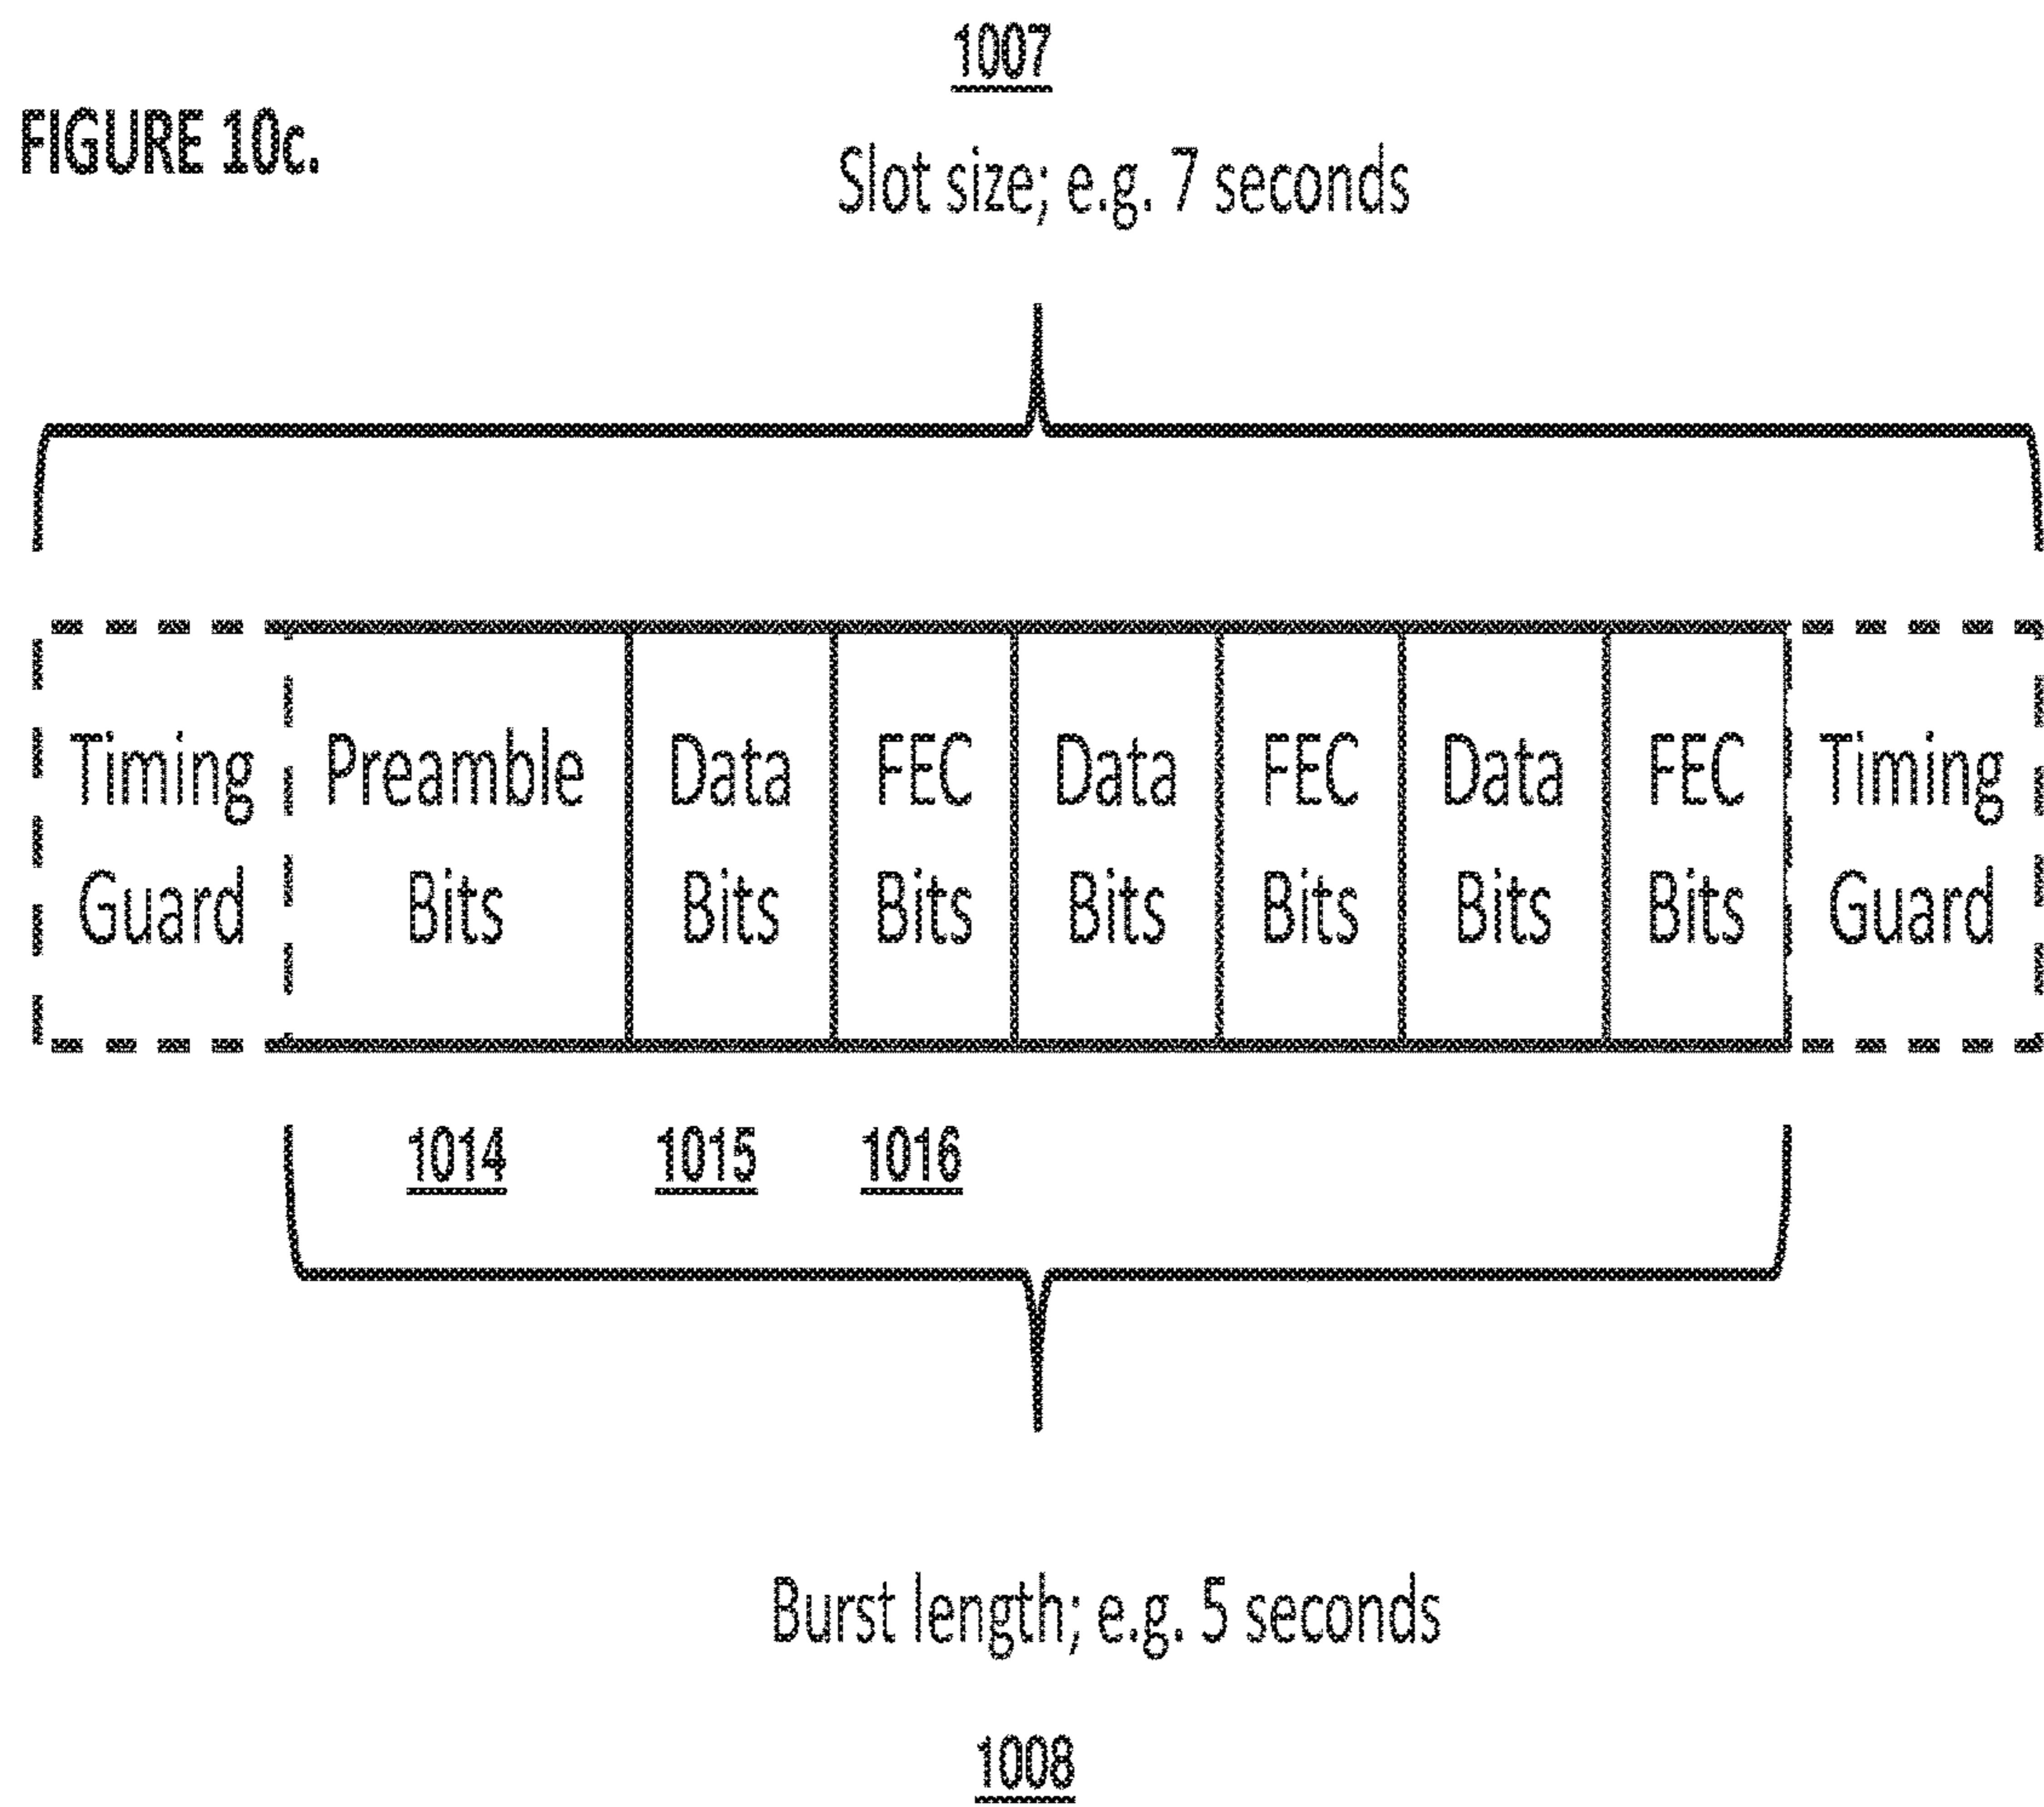 1007
FIGURE 10c.
Slot size; e.g. 7 seconds
Timing Preamble Data FEC Data FEC Data FEC Timing
Guard Bits Bits Bits Bits Bits Bits Bits Guard
1014 1015 1016
Burst length; e.g. 5 seconds
1008